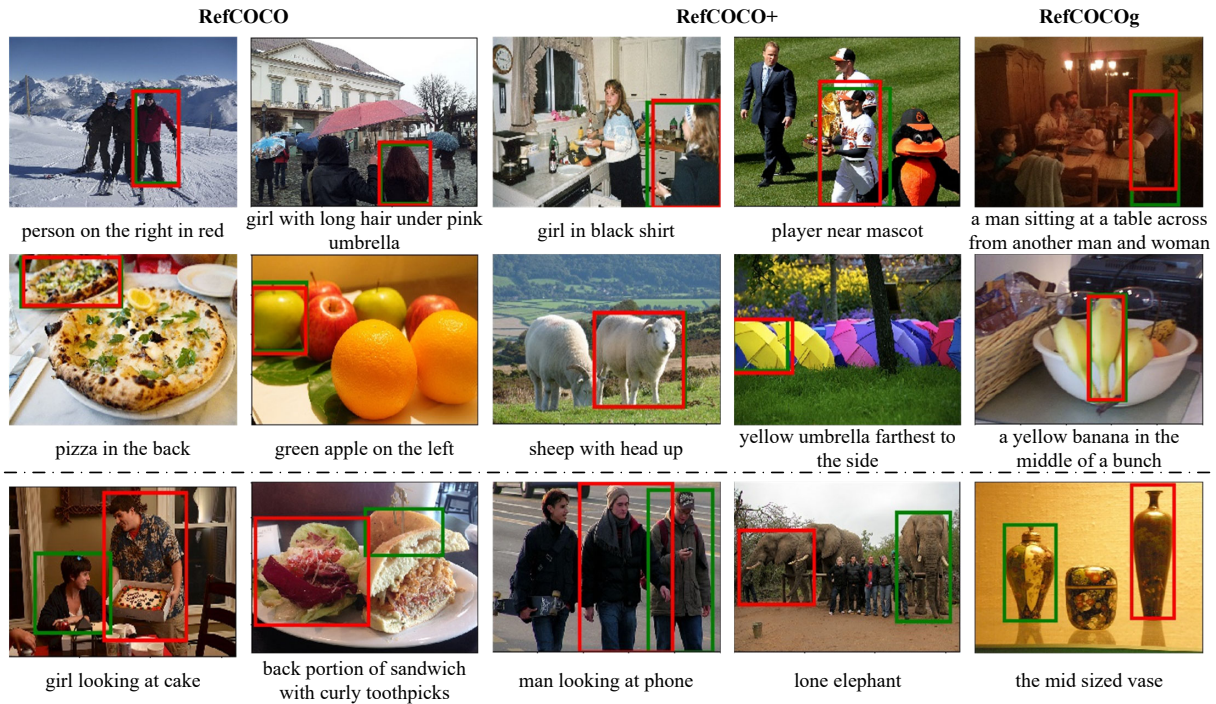 RefCOCO
RefCOCO+
RefCOCOg
person on the right in red
girl with long hair under pink
umbrella
girl in black shirt
player near mascot
a man sitting at a table across
from another man and woman
pizza in the back
green apple on the left
sheep with head up
yellow umbrella farthest to
the side
a yellow banana in the
middle of a bunch
girl looking at cake
back portion of sandwich
with curly toothpicks
man looking at phone
lone elephant
the mid sized vase